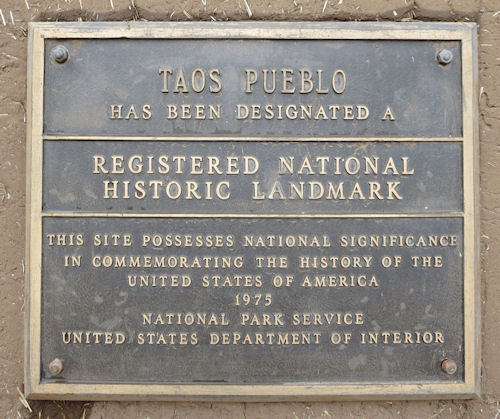 TAOS PUEBLO
HAS BEEN DESIGNATED A
REGISTERED NATIONAL
HISTORIC LANDMARK
THIS SITE POSSESSES NATIONAL SIGNIFICANCE
IN COMMEMORATING THE HISTORY OF THE
UNITED STATES OF AMERICA
1975
NATIONAL PARK SERVICE
UNITED STATES DEPARTMENT OF INTERIOR